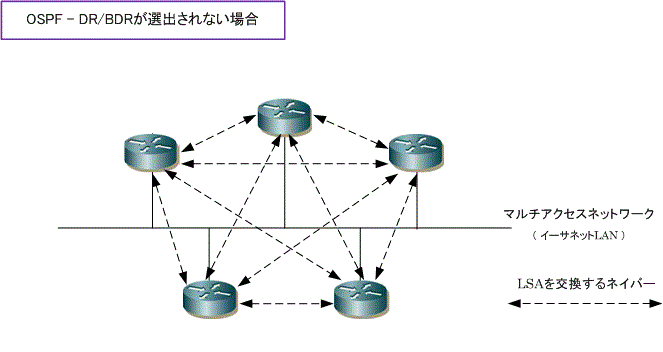 OSPF - DR/BDRが選出されない場合
マルチアクセスネットワーク
（ イーサネットLAN ）
LSAを交換するネイバー